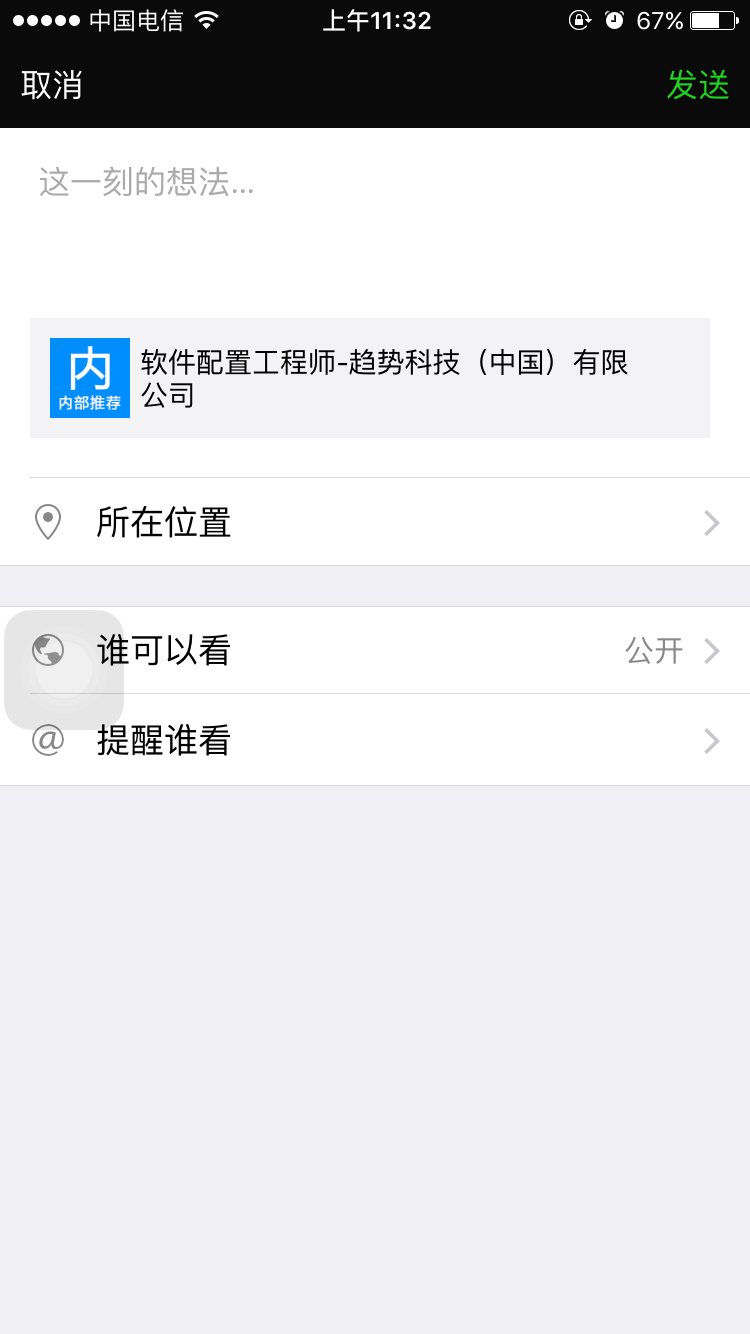 中国电信 上午11:32 67%
取消 发送
这一刻的想法...
内
内部推荐
软件配置工程师-趋势科技（中国）有限
公司
所在位置
谁可以看 公开
@ 提醒谁看